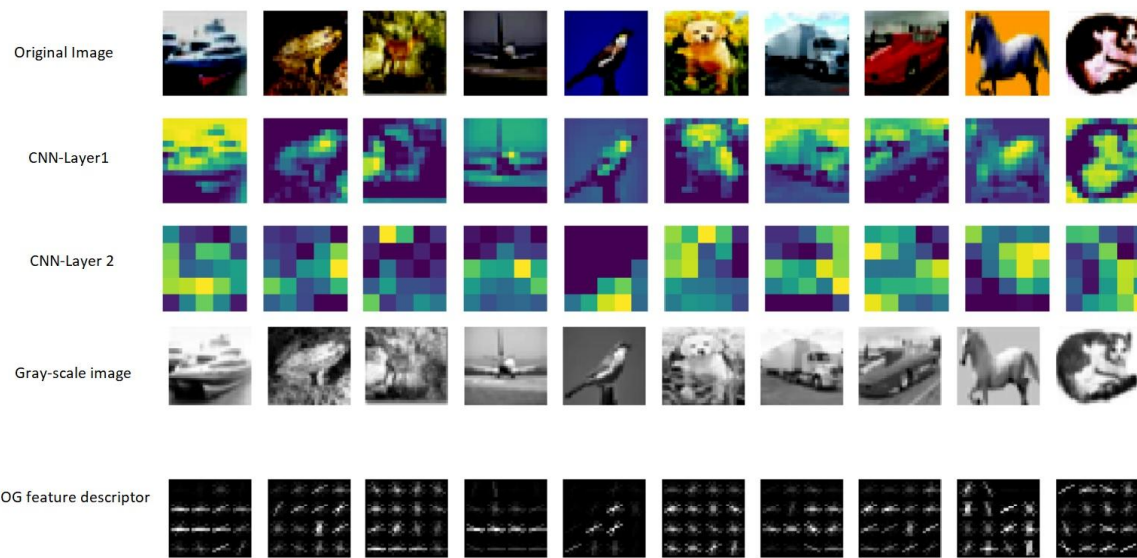 Original Image
CNN-Layer1
CNN-Layer 2
Gray-scale image
OG feature descriptor